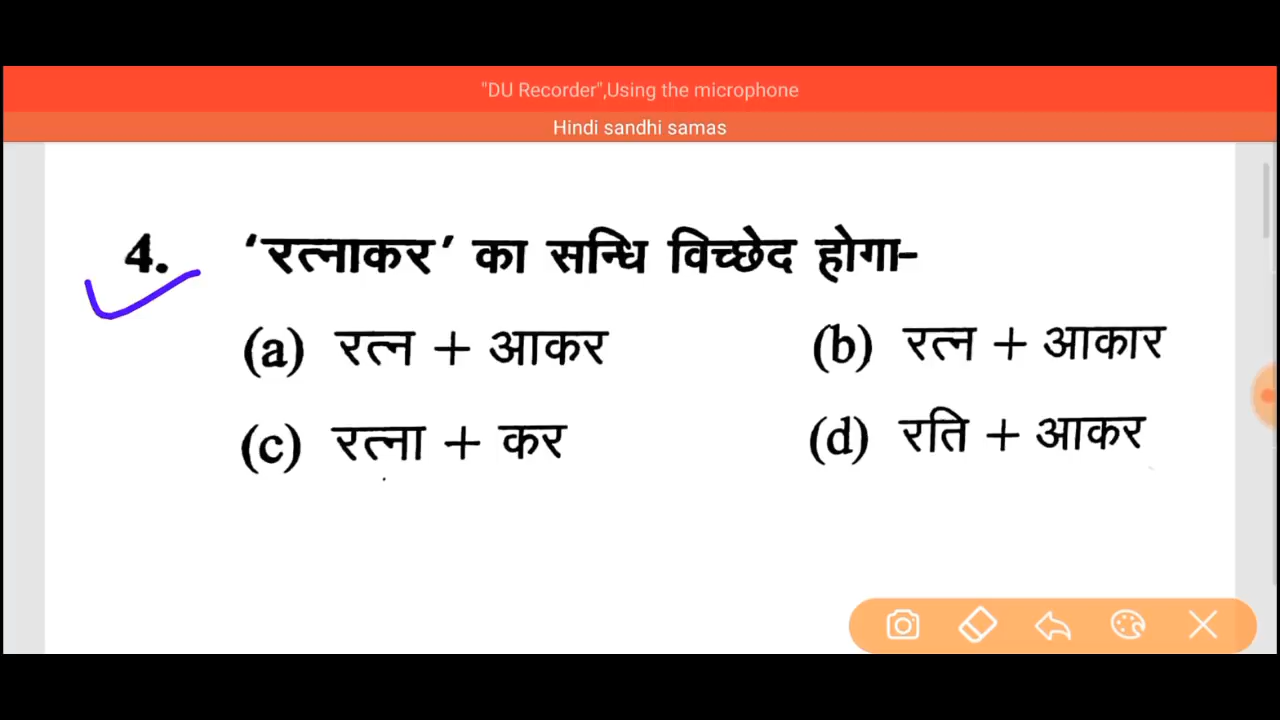 "DU Recorder",Using the microphone
Hindi sandhi samas
4. ‘रत्नाकर’ का सन्धि विच्छेद होगा-
(a) रत्न + आकर (b) रत्न + आकार
(c) रत्ना + कर (d) रति + आकर